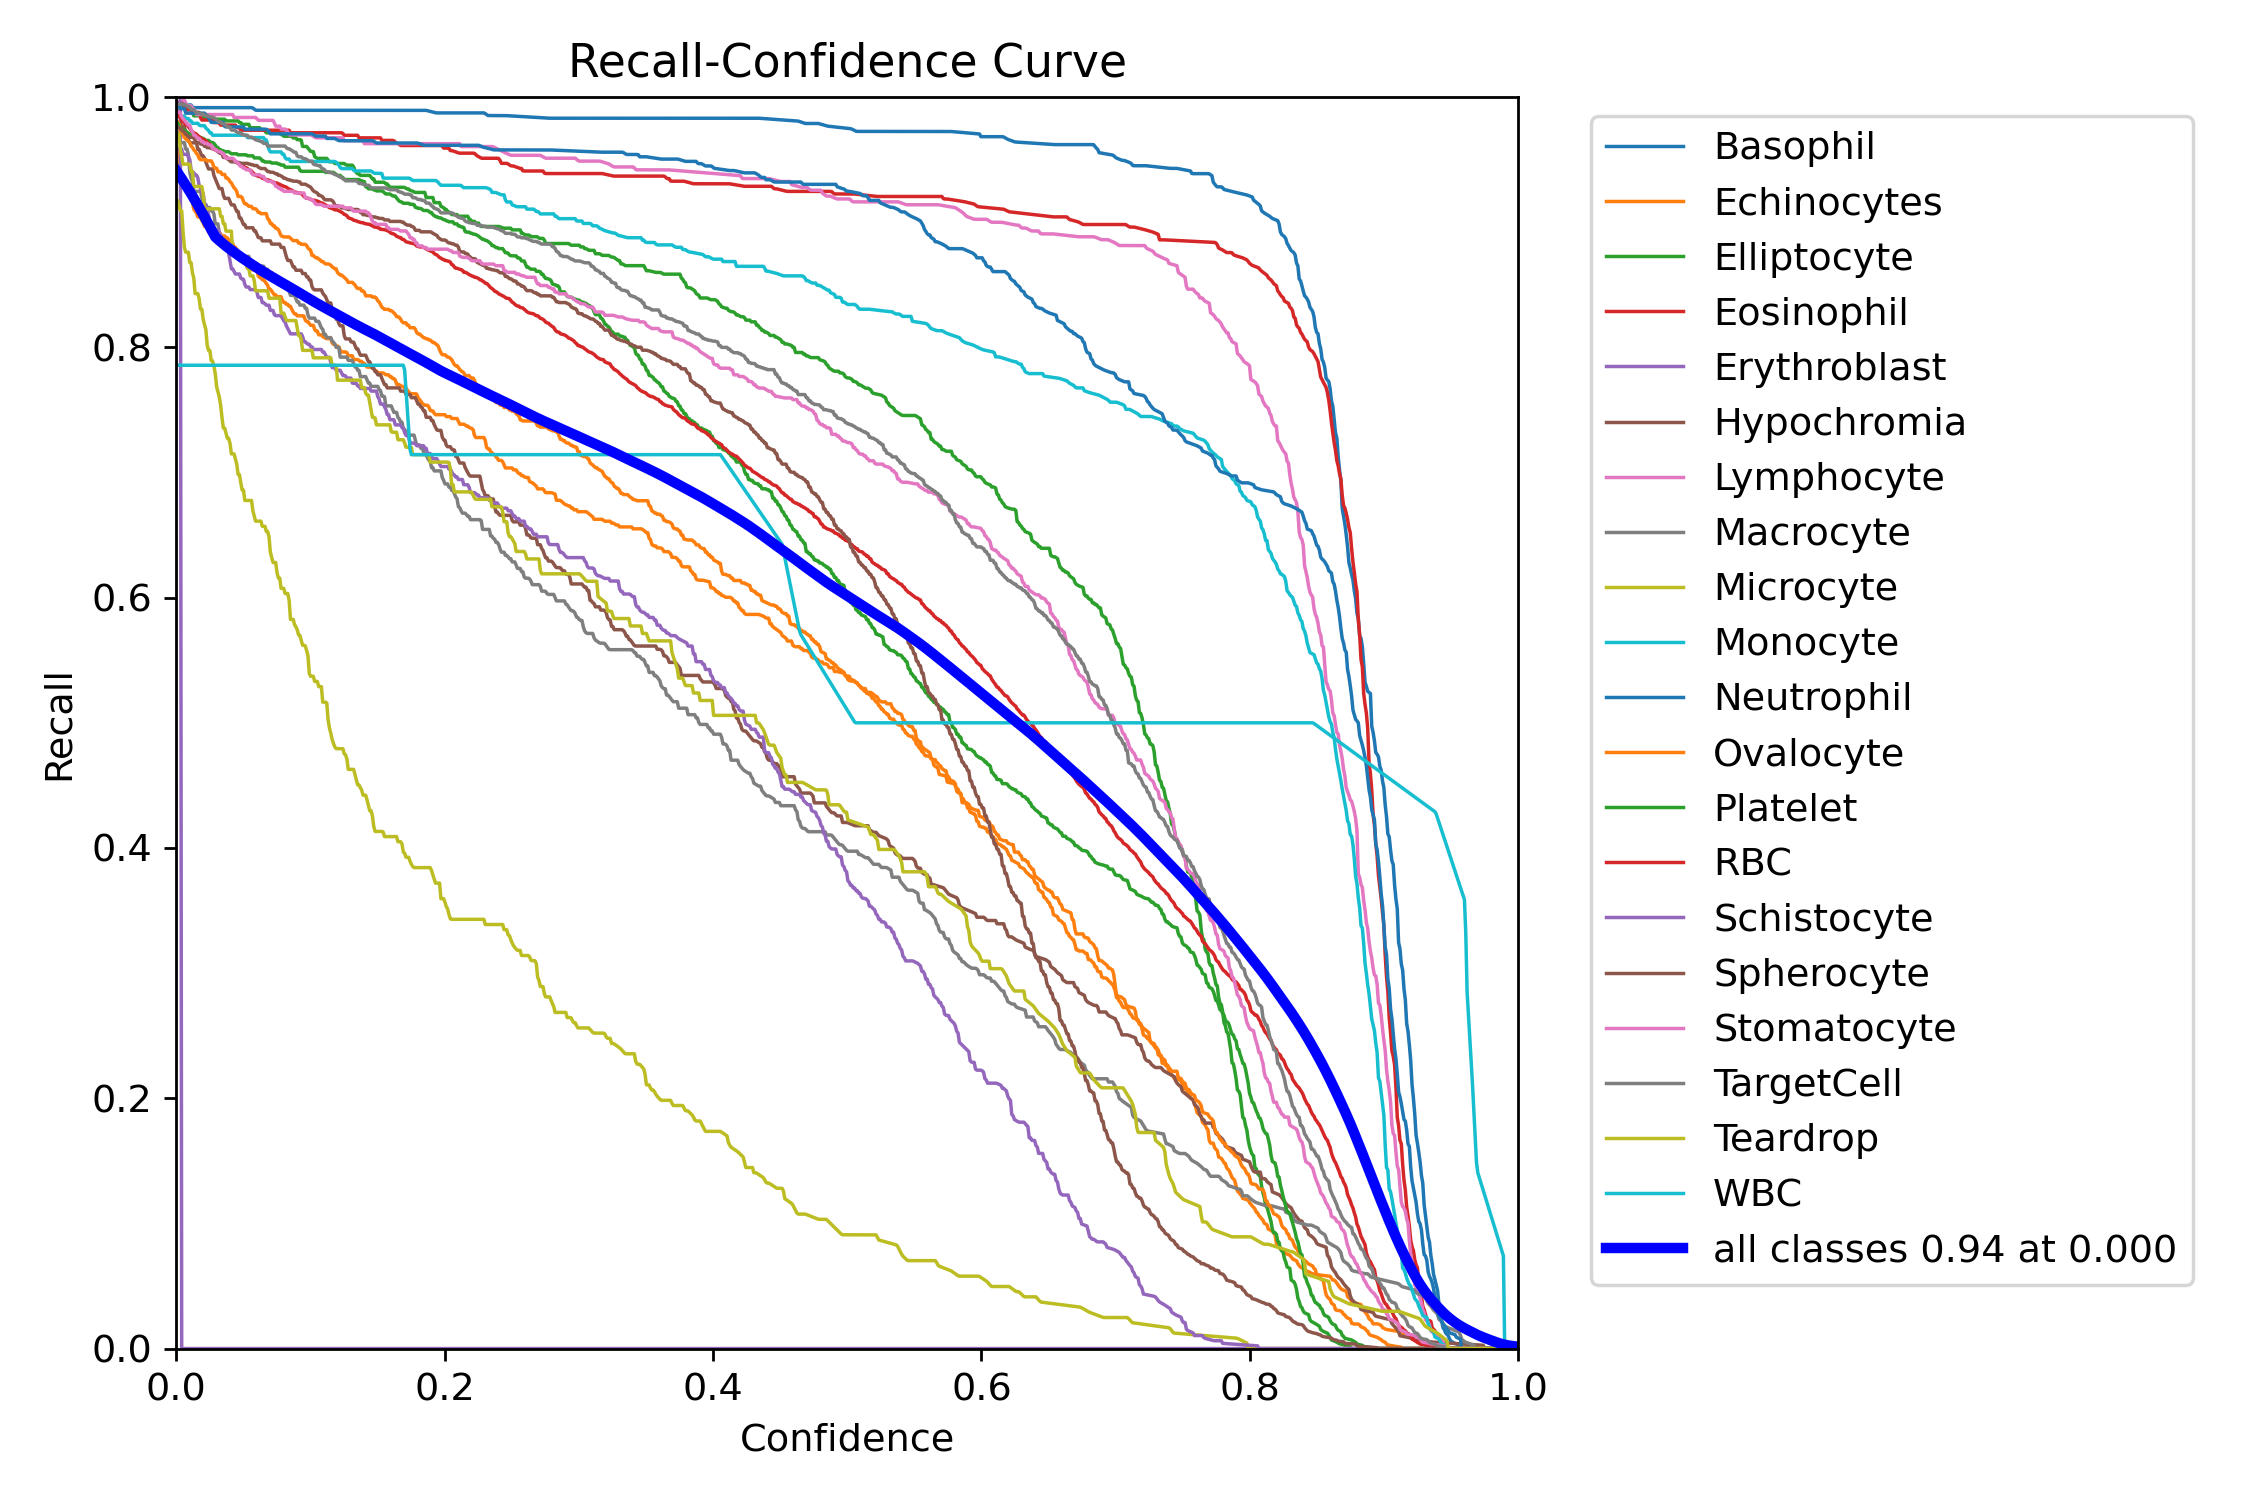 Recall-Confidence Curve
1.0
0.8
0.6
0.4
0.2
0.0
Recall
0.0 0.2 0.4 0.6 0.8 1.0
Confidence
Basophil
Echinocytes
Elliptocyte
Eosinophil
Erythroblast
Hypochromia
Lymphocyte
Macrocyte
Microcyte
Monocyte
Neutrophil
Ovalocyte
Platelet
RBC
Schistocyte
Spherocyte
Stomatocyte
TargetCell
Teardrop
WBC
all classes 0.94 at 0.000